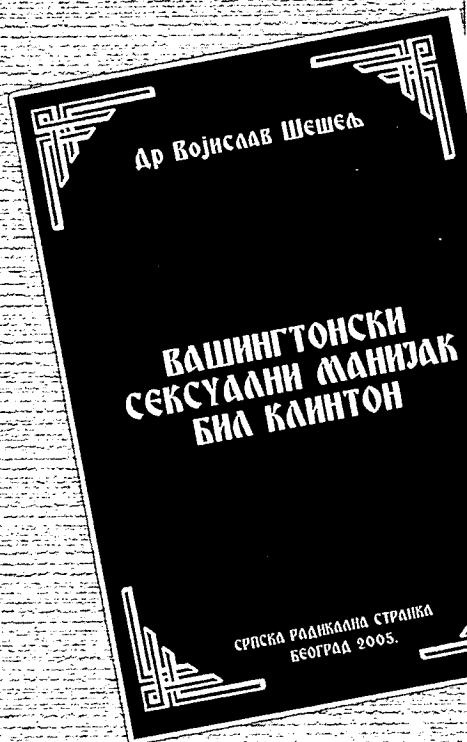 Др Војислав Шешељ
ВАШИНГТОНСКИ
СЕКСУАЛНИ МАНИЈАК
БИЛ КЛИНТОН
СРПСКА РАДИКАЛНА СТРАНКА
БЕОГРАД 2005.